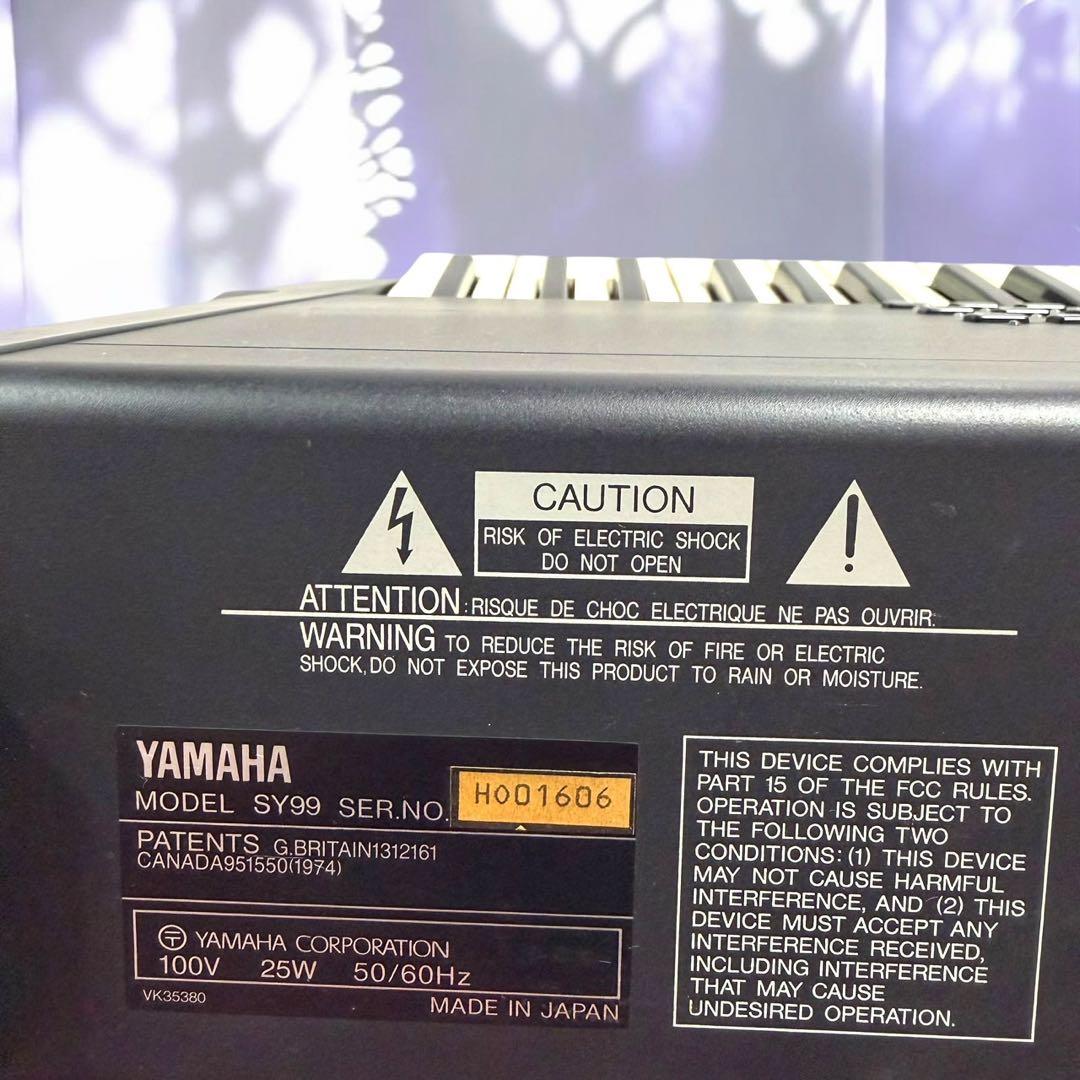 CAUTION
RISK OF ELECTRIC SHOCK
DO NOT OPEN
ATTENTION : RISQUE DE CHOC ELECTRIQUE NE PAS OUVRIR.
WARNING TO REDUCE THE RISK OF FIRE OR ELECTRIC
SHOCK, DO NOT EXPOSE THIS PRODUCT TO RAIN OR MOISTURE.
YAMAHA
MODEL SY99 SER.NO. H001606
PATENTS G.BRITAIN1312161
CANADA951550(1974)
YAMAHA CORPORATION
100V 25W 50/60Hz
VK35380
MADE IN JAPAN
THIS DEVICE COMPLIES WITH
PART 15 OF THE FCC RULES.
OPERATION IS SUBJECT TO
THE FOLLOWING TWO
CONDITIONS: (1) THIS DEVICE
MAY NOT CAUSE HARMFUL
INTERFERENCE, AND (2) THIS
DEVICE MUST ACCEPT ANY
INTERFERENCE RECEIVED,
INCLUDING INTERFERENCE
THAT MAY CAUSE
UNDESIRED OPERATION.